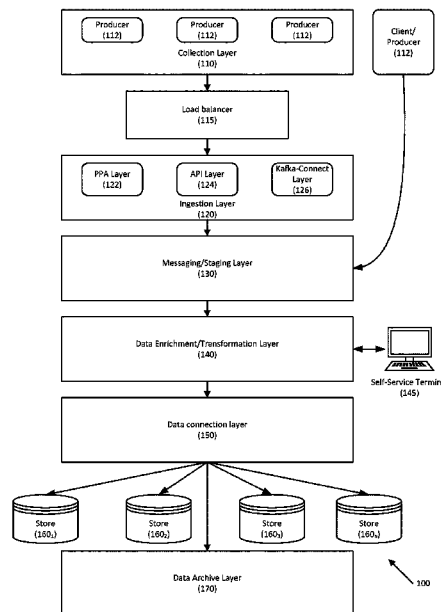 Producer
(112)
Producer
(112)
Producer
(112)
Collection Layer
(110)
Client/
Producer
(112)
Load balancer
(115)
PPA Layer
(122)
API Layer
(124)
Kafka-Connect
Layer
(126)
Ingestion Layer
(120)
Messaging/Staging Layer
(130)
Data Enrichment/Transformation Layer
(140)
Self-Service Termin
(145)
Data connection layer
(150)
Store
(160₁)
Store
(160₂)
Store
(160₃)
Store
(160ₙ)
Data Archive Layer
(170)
100